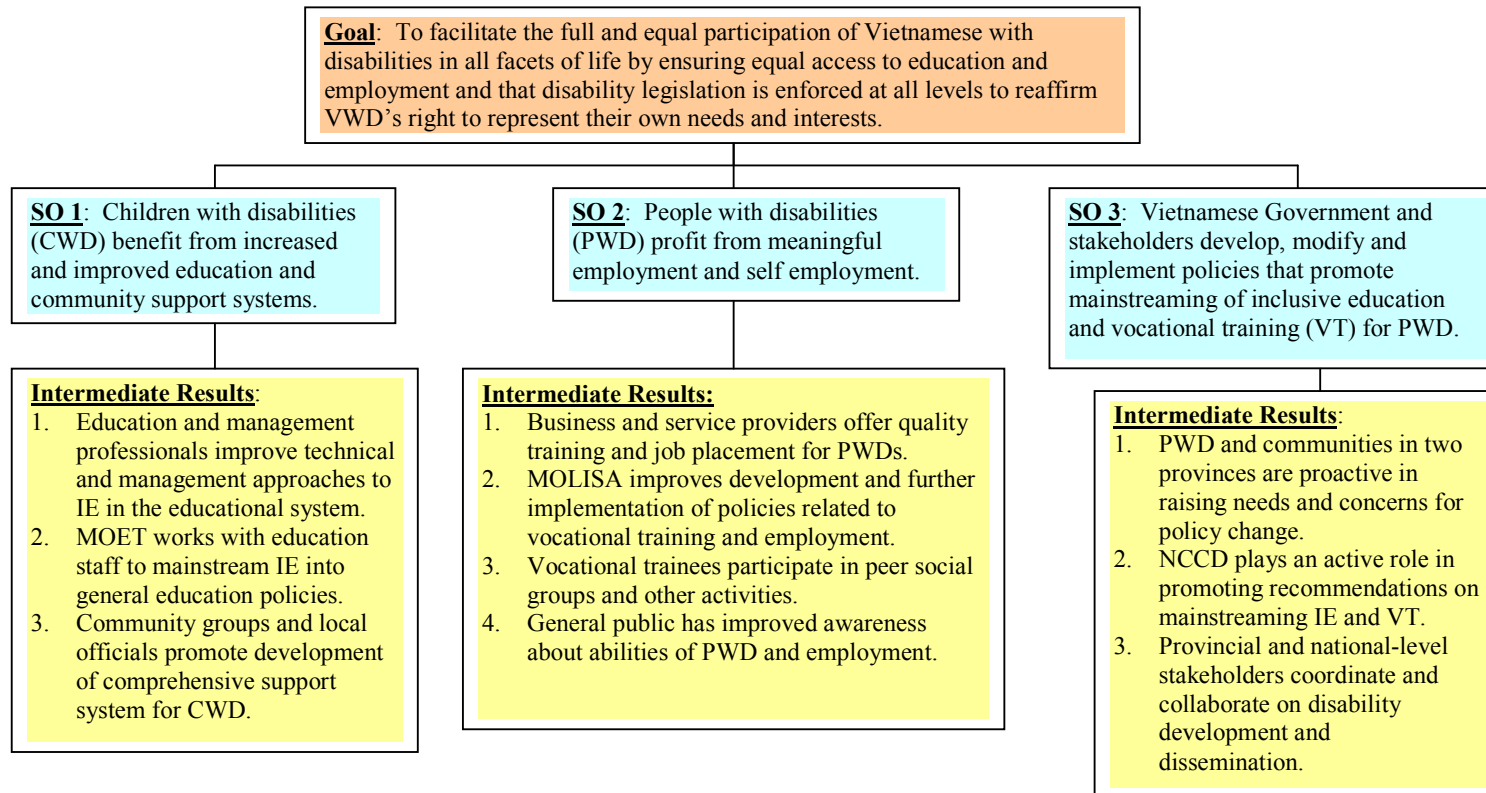 Goal: To facilitate the full and equal participation of Vietnamese with
disabilities in all facets of life by ensuring equal access to education and
employment and that disability legislation is enforced at all levels to reaffirm
VWD's right to represent their own needs and interests.
SO 1: Children with disabilities
(CWD) benefit from increased
and improved education and
community support systems.
SO 2: People with disabilities
(PWD) profit from meaningful
employment and self employment.
SO 3: Vietnamese Government and
stakeholders develop, modify and
implement policies that promote
mainstreaming of inclusive education
and vocational training (VT) for PWD.
Intermediate Results:
1. Education and management
professionals improve technical
and management approaches to
IE in the educational system.
2. MOET works with education
staff to mainstream IE into
general education policies.
3. Community groups and local
officials promote development
of comprehensive support
system for CWD.
Intermediate Results:
1. Business and service providers offer quality
training and job placement for PWDs.
2. MOLISA improves development and further
implementation of policies related to
vocational training and employment.
3. Vocational trainees participate in peer social
groups and other activities.
4. General public has improved awareness
about abilities of PWD and employment.
Intermediate Results:
1. PWD and communities in two
provinces are proactive in
raising needs and concerns for
policy change.
2. NCCD plays an active role in
promoting recommendations on
mainstreaming IE and VT.
3. Provincial and national-level
stakeholders coordinate and
collaborate on disability
development and
dissemination.